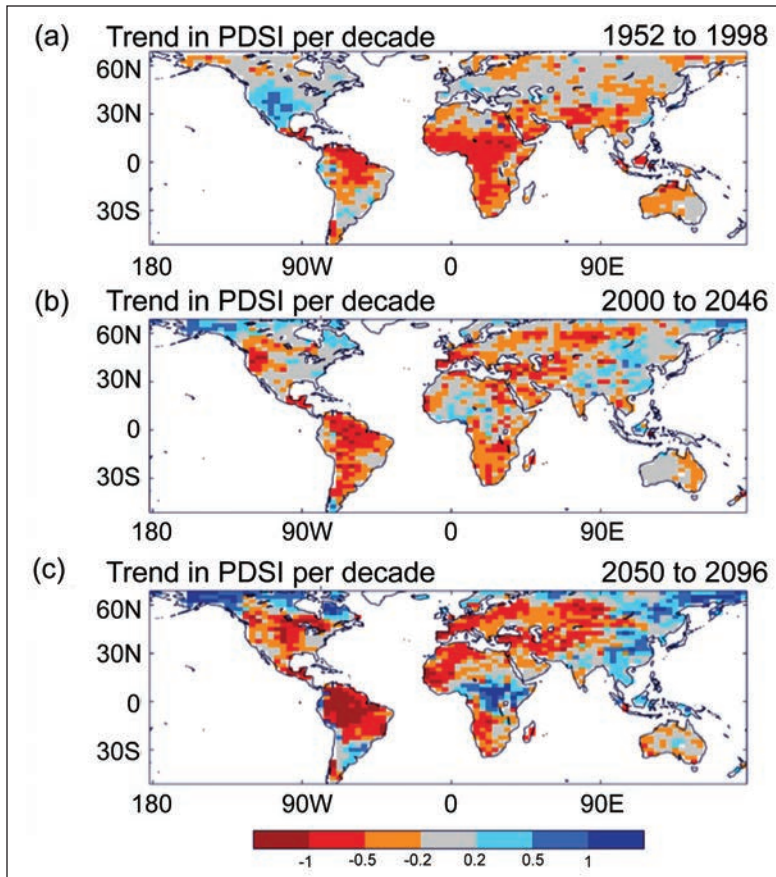 (a) Trend in PDSI per decade 1952 to 1998
60N
30N
0
30S
180 90W 0 90E
(b) Trend in PDSI per decade 2000 to 2046
60N
30N
0
30S
180 90W 0 90E
(c) Trend in PDSI per decade 2050 to 2096
60N
30N
0
30S
180 90W 0 90E
-1 -0.5 -0.2 0.2 0.5 1